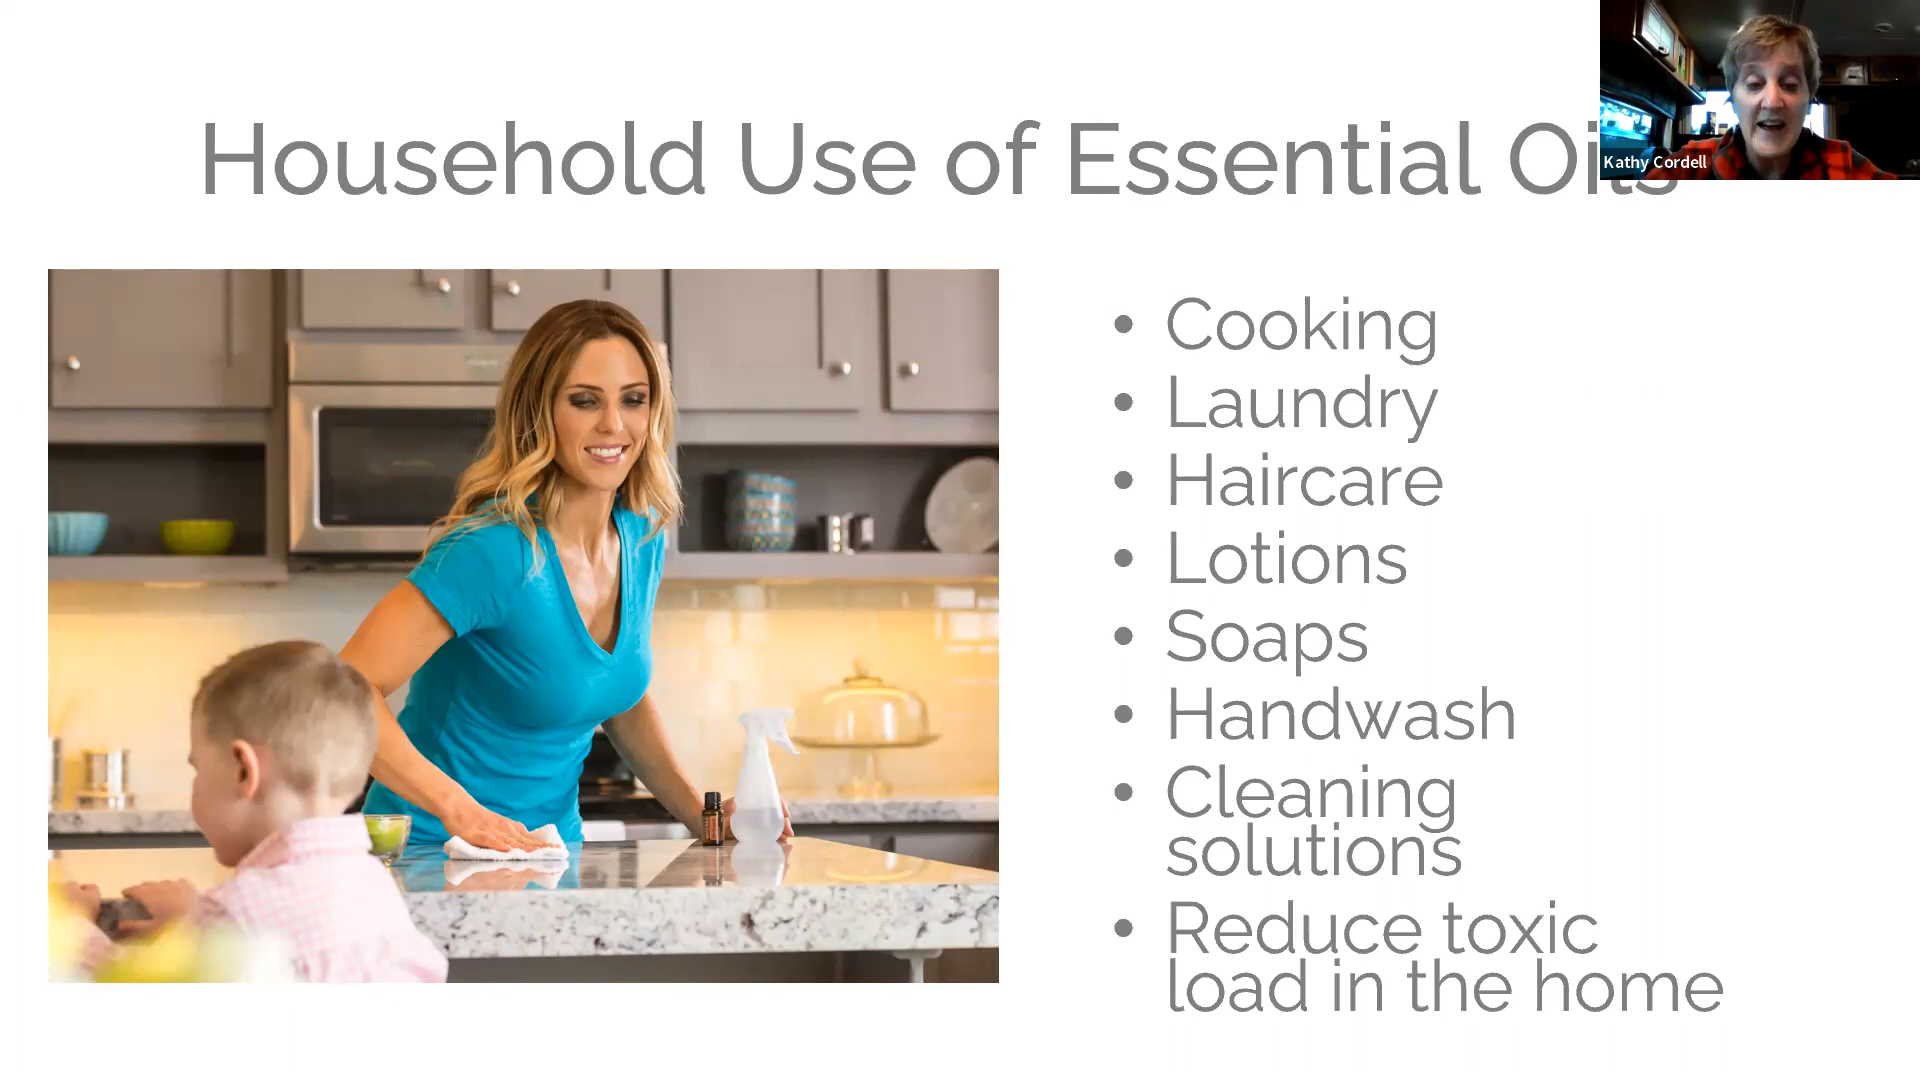 Household Use of Essential Oils
Kathy Cordell
• Cooking
• Laundry
• Haircare
• Lotions
• Soaps
• Handwash
• Cleaning
solutions
• Reduce toxic
load in the home